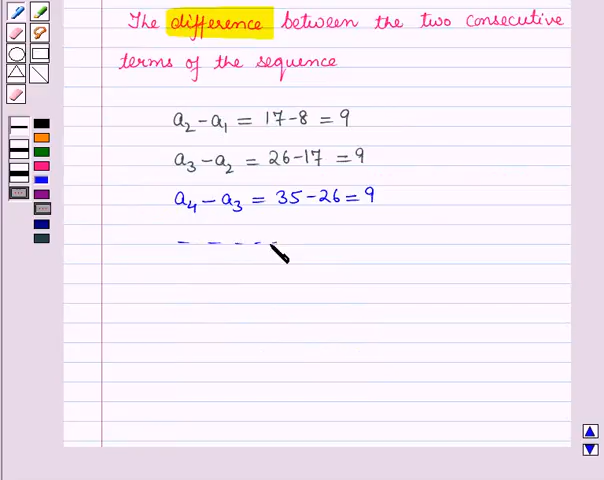 The difference between the two consecutive
terms of the sequence
a₂ – a₁ = 17 – 8 = 9
a₃ – a₂ = 26 – 17 = 9
a₄ – a₃ = 35 – 26 = 9
– – – – –